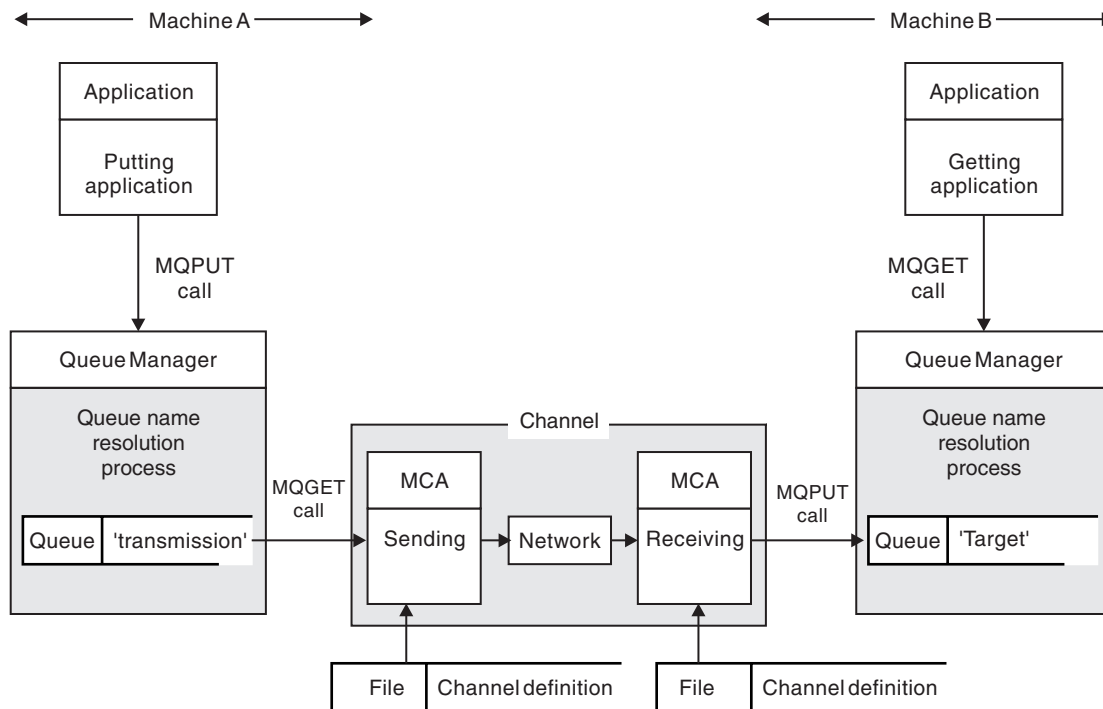 Machine A
Machine B
Application
Putting
application
Application
Getting
application
MQPUT
call
MQGET
call
Queue Manager
Queue name
resolution
process
Queue 'transmission'
MQGET
call
Channel
MCA
Sending
Network
MCA
Receiving
MQPUT
call
Queue Manager
Queue name
resolution
process
Queue 'Target'
File Channel definition
File Channel definition